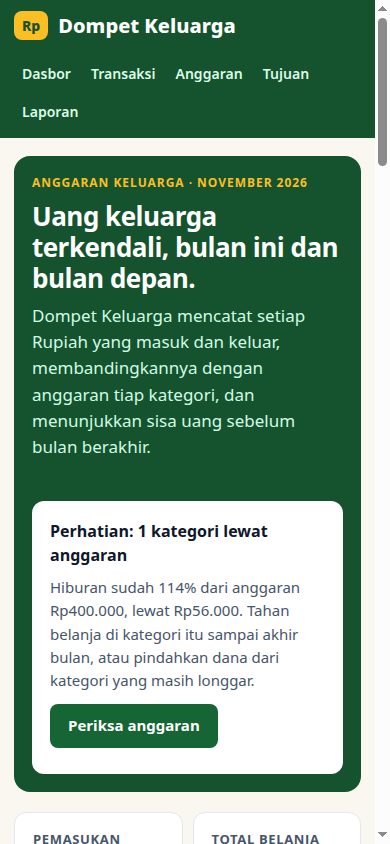 Rp Dompet Keluarga
Dasbor Transaksi Anggaran Tujuan
Laporan
ANGGARAN KELUARGA · NOVEMBER 2026
Uang keluarga
terkendali, bulan ini dan
bulan depan.
Dompet Keluarga mencatat setiap
Rupiah yang masuk dan keluar,
membandingkannya dengan
anggaran tiap kategori, dan
menunjukkan sisa uang sebelum
bulan berakhir.
Perhatian: 1 kategori lewat
anggaran
Hiburan sudah 114% dari anggaran
Rp400.000, lewat Rp56.000. Tahan
belanja di kategori itu sampai akhir
bulan, atau pindahkan dana dari
kategori yang masih longgar.
Periksa anggaran
PEMASUKAN TOTAL BELANJA